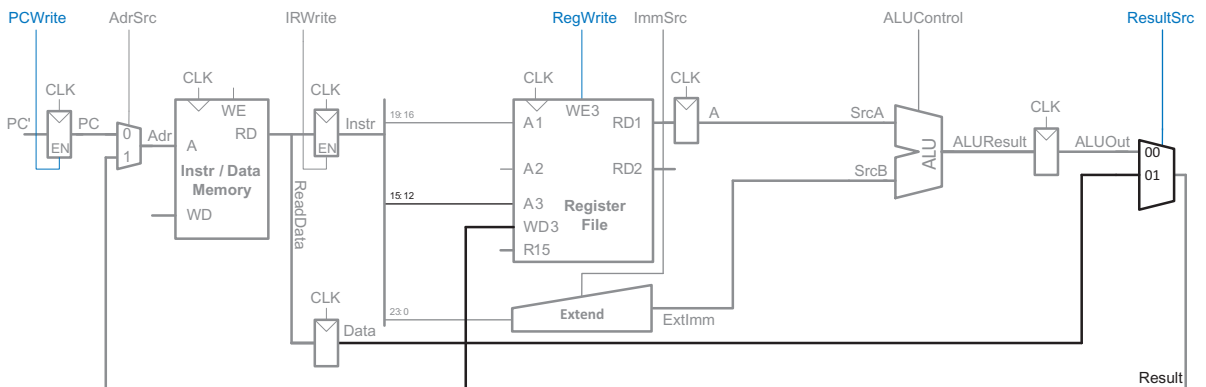 PCWrite
AdrSrc
IRWrite
RegWrite
ImmSrc
ALUControl
ResultSrc
CLK
CLK
CLK
CLK
CLK
CLK
PC'
PC
EN
0
1
Adr
WE
A
RD
Instr / Data
Memory
WD
ReadData
EN
Instr
19:16
15:12
23:0
WE3
A1
RD1
A2
RD2
A3
WD3
R15
Register
File
A
SrcA
SrcB
ALU
ALUResult
ALUOut
00
01
CLK
Data
Extend
ExtImm
Result